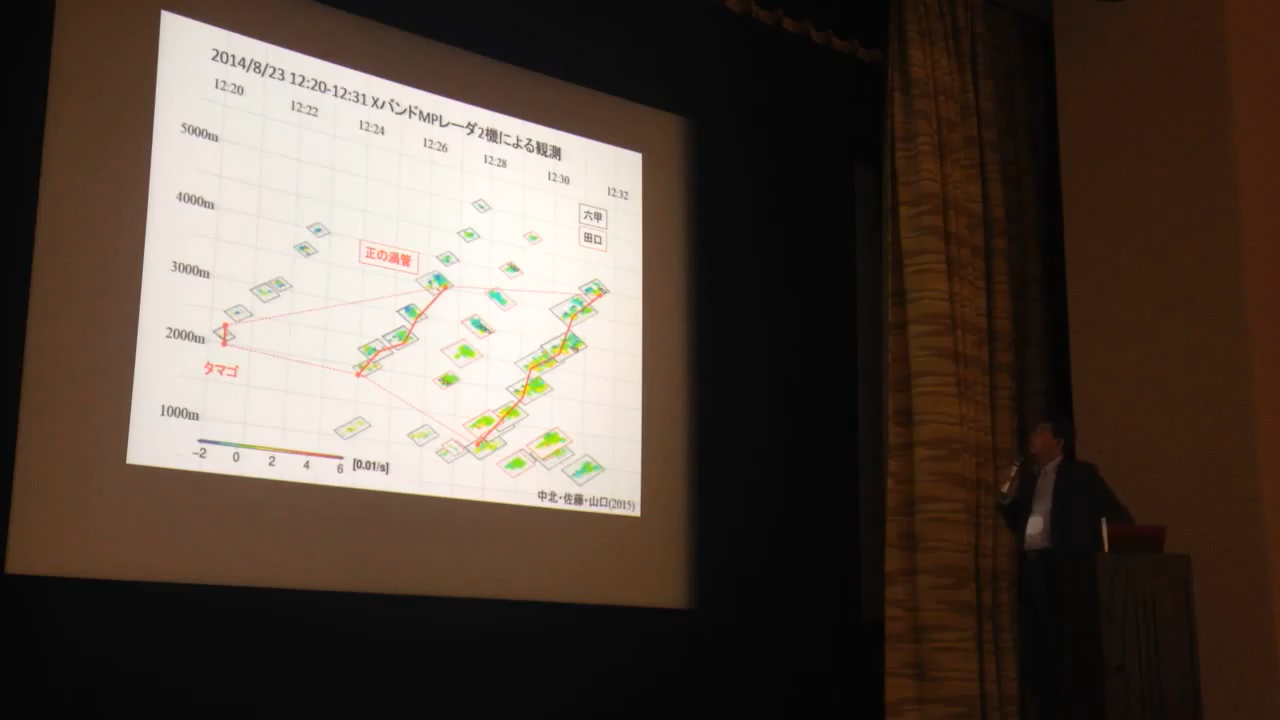 2014/8/23 12:20-12:31 XバンドMPレーダ2機による観測
12:20
12:22
12:24
12:26
12:28
12:30
12:32
5000m
4000m
3000m
2000m
1000m
六甲
田口
正の渦管
タマゴ
-2 0 2 4 6 [0.01/s]
中北・佐藤・山口(2015)